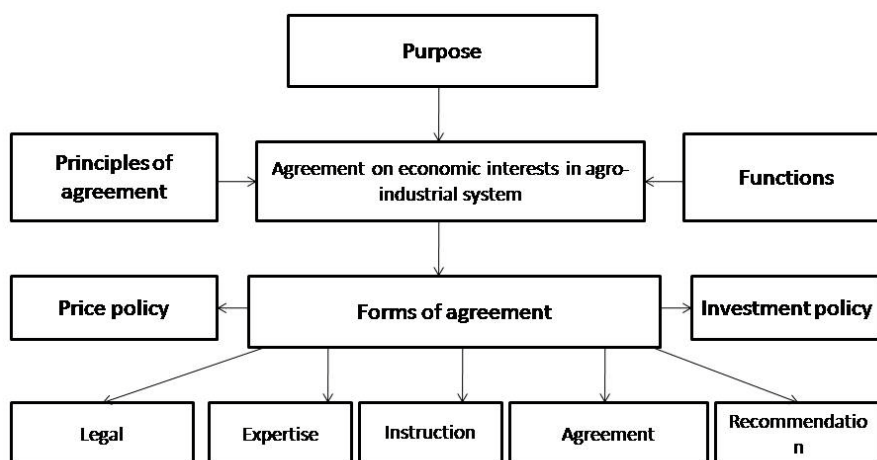 Purpose
Principles of
agreement
Agreement on economic interests in agro-
industrial system
Functions
Price policy
Forms of agreement
Investment policy
Legal
Expertise
Instruction
Agreement
Recommendatio
n